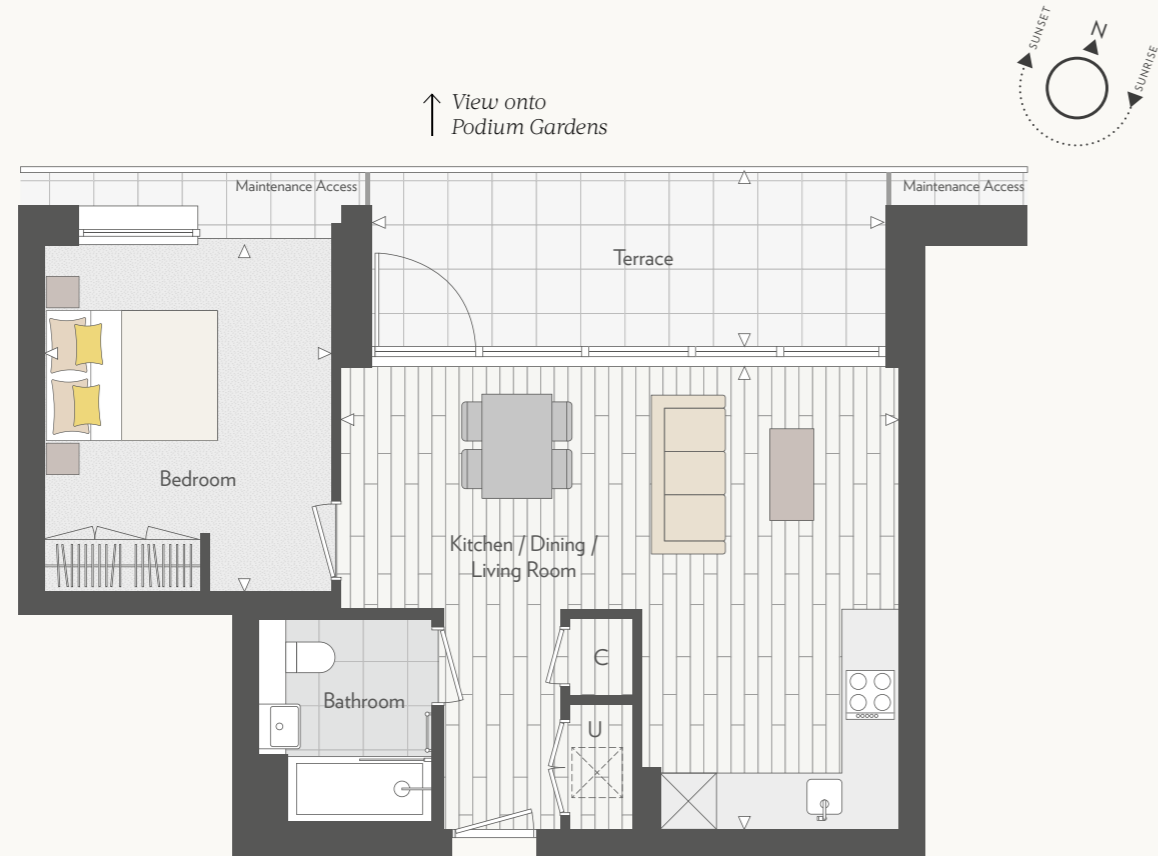 SUNSET
N
SUNRISE
View onto
Podium Gardens
Maintenance Access
Maintenance Access
Terrace
Bedroom
Kitchen / Dining /
Living Room
C
Bathroom
U